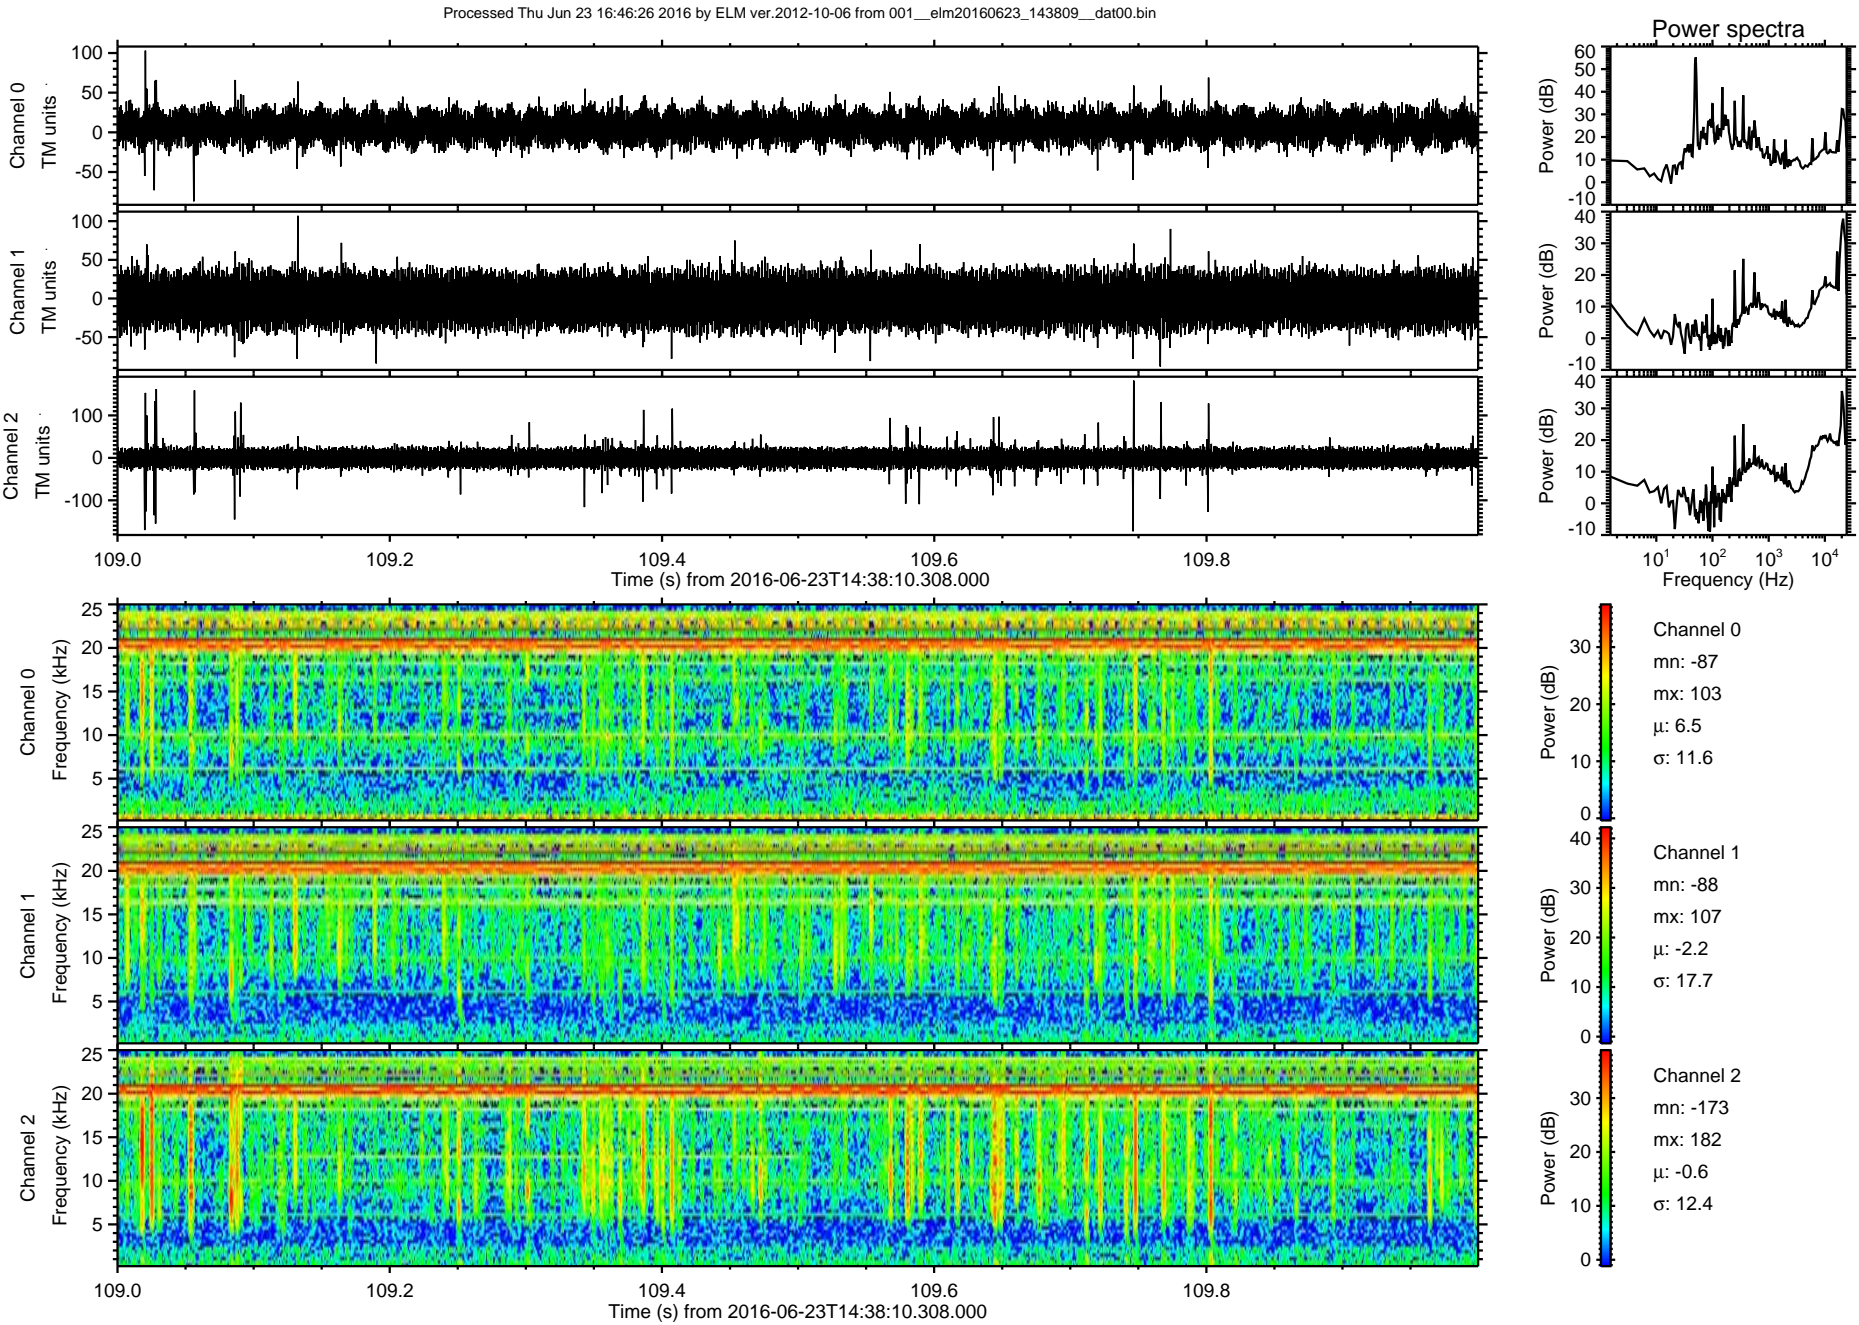 Processed Thu Jun 23 16:46:26 2016 by ELM ver.2012-10-06 from 001__elm20160623_143809__dat00.bin
Power spectra
Channel 0
TM units
100
50
0
-50
Power (dB)
60
50
40
30
20
10
0
-10
Channel 1
TM units
100
50
0
-50
Power (dB)
40
30
20
10
0
-10
Channel 2
TM units
100
0
-100
Power (dB)
40
30
20
10
0
-10
109.0 109.2 109.4 109.6 109.8
Time (s) from 2016-06-23T14:38:10.308.000
10^1 10^2 10^3 10^4
Frequency (Hz)
Channel 0
Frequency (kHz)
25
20
15
10
5
Power (dB)
30
20
10
0
Channel 0
mn: -87
mx: 103
μ: 6.5
σ: 11.6
Channel 1
Frequency (kHz)
25
20
15
10
5
Power (dB)
40
30
20
10
0
Channel 1
mn: -88
mx: 107
μ: -2.2
σ: 17.7
Channel 2
Frequency (kHz)
25
20
15
10
5
Power (dB)
30
20
10
0
Channel 2
mn: -173
mx: 182
μ: -0.6
σ: 12.4
109.0 109.2 109.4 109.6 109.8
Time (s) from 2016-06-23T14:38:10.308.000